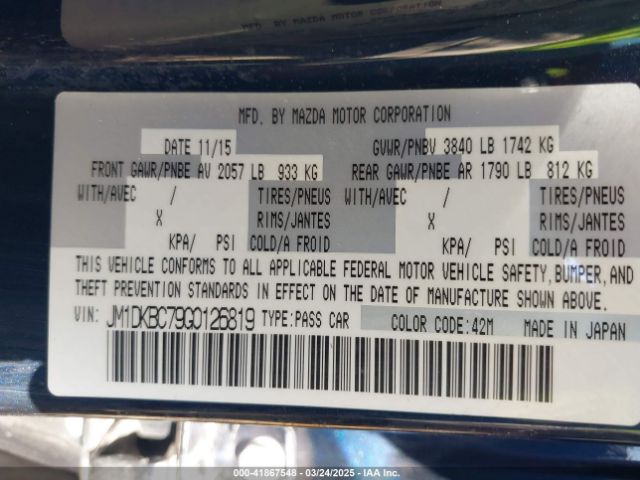 MFD. BY MAZDA MOTOR CORPORATION
DATE 11/15 GVWR/PNBV 3840 LB 1742 KG
FRONT GAWR/PNBE AV 2057 LB 933 KG REAR GAWR/PNBE AR 1790 LB 812 KG
WITH/AVEC / TIRES/PNEUS WITH/AVEC / TIRES/PNEUS
X RIMS/JANTES X RIMS/JANTES
KPA/ PSI COLD/A FROID KPA/ PSI COLD/A FROID
THIS VEHICLE CONFORMS TO ALL APPLICABLE FEDERAL MOTOR VEHICLE SAFETY, BUMPER, AND
THEFT PREVENTION STANDARDS IN EFFECT ON THE DATE OF MANUFACTURE SHOWN ABOVE.
VIN: JM1DKBC79G0126819 TYPE:PASS CAR COLOR CODE:42M MADE IN JAPAN
000-41867548 - 03/24/2025 - IAA Inc.